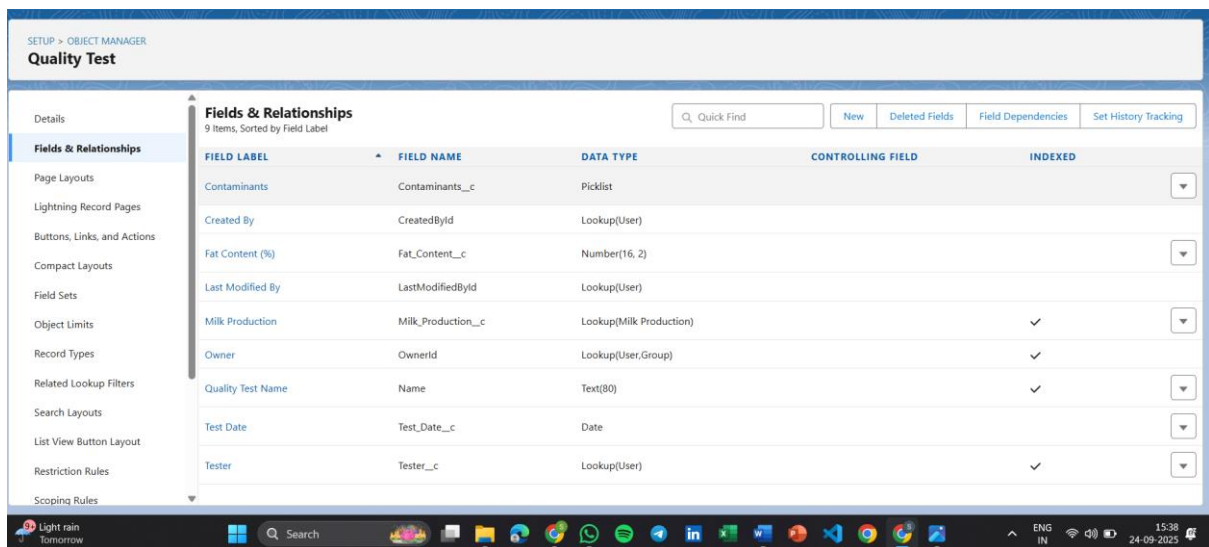 SETUP > OBJECT MANAGER
Quality Test
Details
Fields & Relationships
Page Layouts
Lightning Record Pages
Buttons, Links, and Actions
Compact Layouts
Field Sets
Object Limits
Record Types
Related Lookup Filters
Search Layouts
List View Button Layout
Restriction Rules
Scoping Rules
Fields & Relationships
9 Items, Sorted by Field Label
Quick Find New Deleted Fields Field Dependencies Set History Tracking
FIELD LABEL FIELD NAME DATA TYPE CONTROLLING FIELD INDEXED
Contaminants Contaminants__c Picklist
Created By CreatedById Lookup(User)
Fat Content (%) Fat_Content__c Number(16, 2)
Last Modified By LastModifiedById Lookup(User)
Milk Production Milk_Production__c Lookup(Milk Production)
Owner OwnerId Lookup(User,Group)
Quality Test Name Name Text(80)
Test Date Test_Date__c Date
Tester Tester__c Lookup(User)
9+ Light rain
Tomorrow
Search
ENG
IN
15:38
24-09-2025